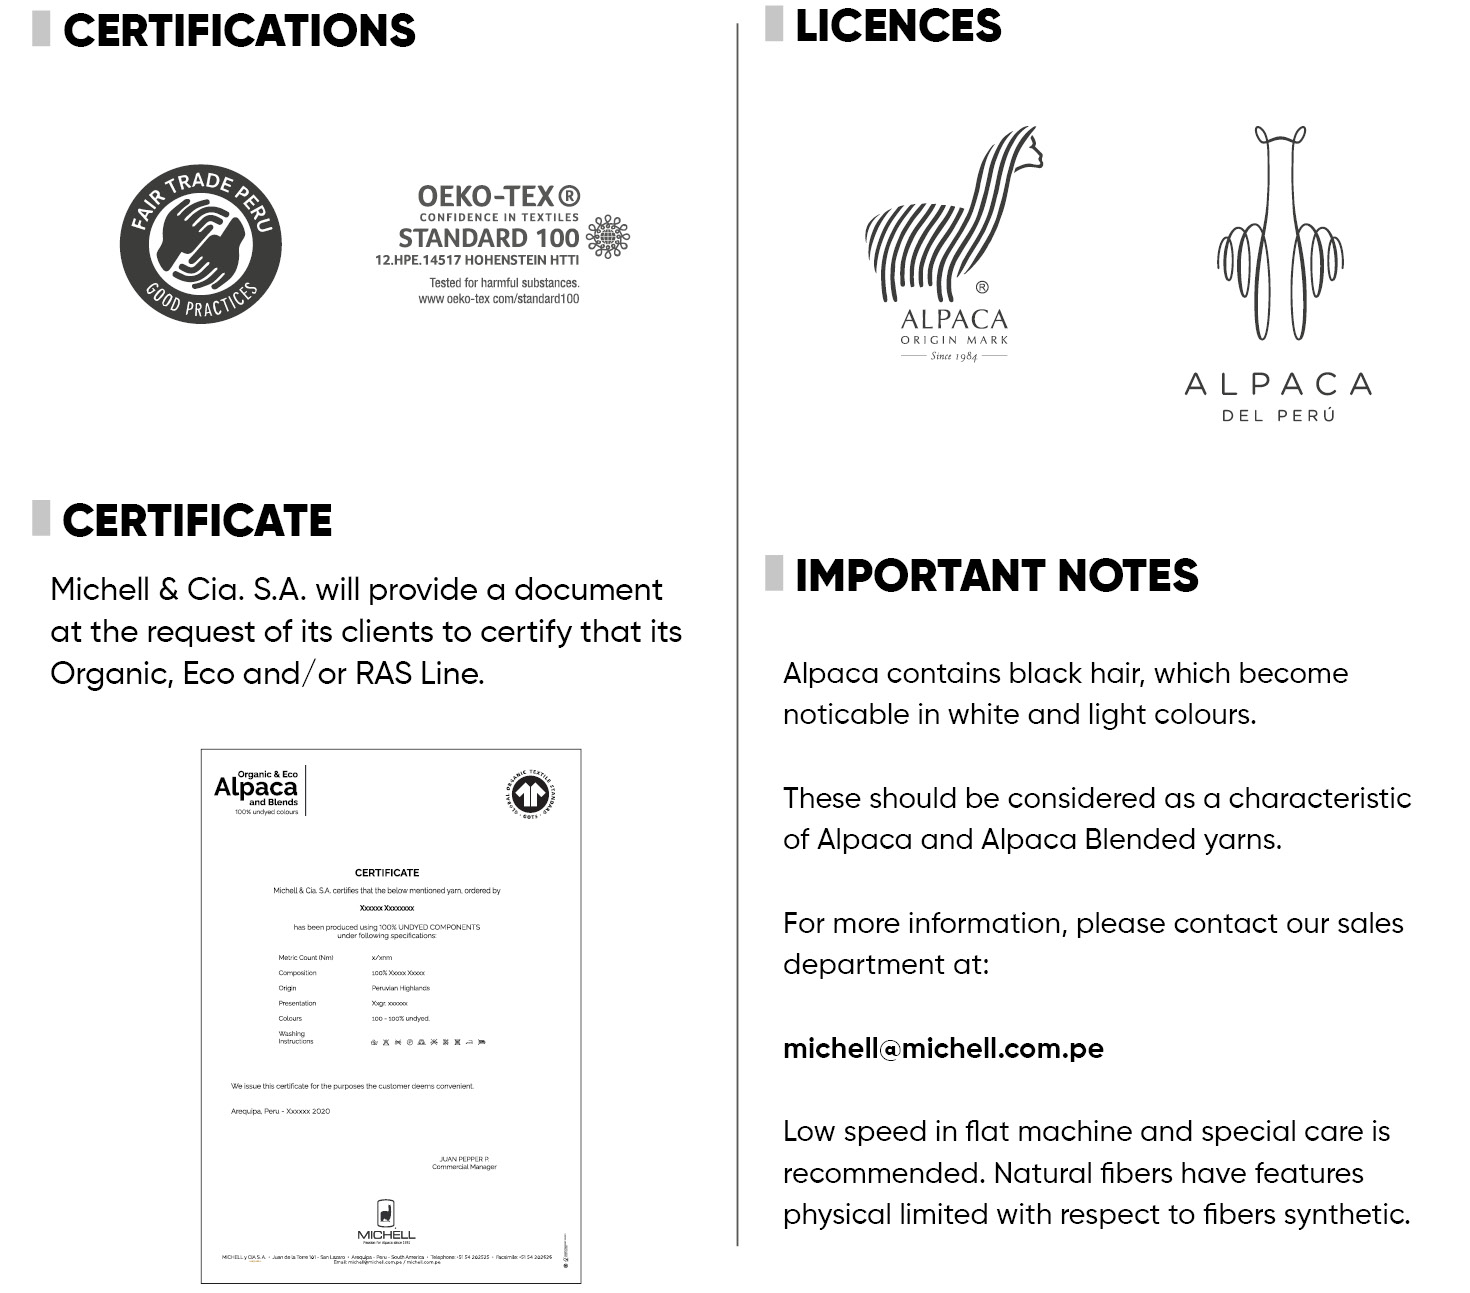 CERTIFICATIONS
FAIR TRADE PERU
GOOD PRACTICES
OEKO-TEX®
CONFIDENCE IN TEXTILES
STANDARD 100
12.HPE.14517 HOHENSTEIN HTTI
Tested for harmful substances.
www oeko-tex com/standard100
CERTIFICATE
Michell & Cia. S.A. will provide a document
at the request of its clients to certify that its
Organic, Eco and/or RAS Line.
Organic & Eco
Alpaca
and Blends
100% undyed colours
GLOBAL ORGANIC TEXTILE STANDARD · GOTS ·
CERTIFICATE
Michell & Cia. S.A. certifies that the below mentioned yarn, ordered by
Xxxxxx Xxxxxxxx
has been produced using 100% UNDYED COMPONENTS
under following specifications:
Metric Count (Nm) x/xnm
Composition 100% Xxxxx Xxxxx
Origin Peruvian Highlands
Presentation Xxgr. xxxxxx
Colours 100 - 100% undyed.
Washing
Instructions
We issue this certificate for the purposes the customer deems convenient.
Arequipa, Peru - Xxxxxx 2020
JUAN PEPPER P.
Commercial Manager
MICHELL
MICHELL y CIA S.A. • Juan de la Torre 101 - San Lazaro • Arequipa - Peru - South America • Telephone: +51 54 202525 • Facsimile: +51 54 202626
Email: michell@michell.com.pe / michell.com.pe
LICENCES
®
ALPACA
ORIGIN MARK
Since 1984
ALPACA
DEL PERÚ
IMPORTANT NOTES
Alpaca contains black hair, which become
noticable in white and light colours.
These should be considered as a characteristic
of Alpaca and Alpaca Blended yarns.
For more information, please contact our sales
department at:
michell@michell.com.pe
Low speed in flat machine and special care is
recommended. Natural fibers have features
physical limited with respect to fibers synthetic.